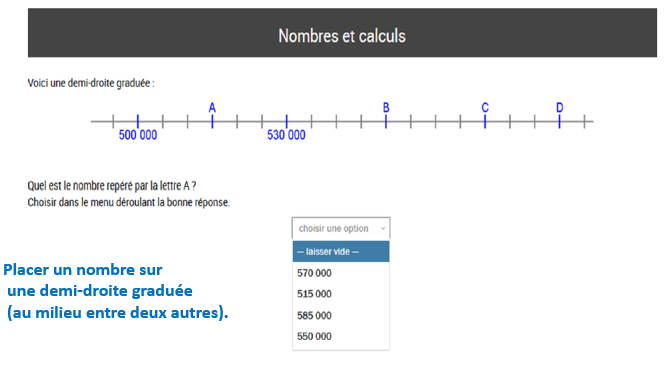 Nombres et calculs
Voici une demi-droite graduée :
A B C D
500 000 530 000
Quel est le nombre repéré par la lettre A ?
Choisir dans le menu déroulant la bonne réponse.
choisir une option
— laisser vide —
570 000
515 000
585 000
550 000
Placer un nombre sur
une demi-droite graduée
(au milieu entre deux autres).